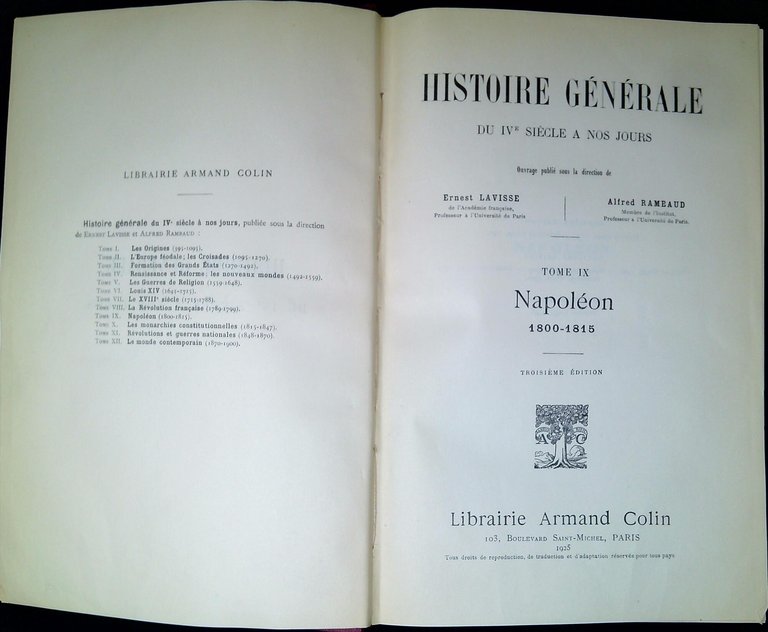 LIBRAIRIE ARMAND COLIN
Histoire générale du IVe siècle à nos jours, publiée sous la direction
de ERNEST LAVISSE et ALFRED RAMBAUD :
TOME I. Les Origines (395-1095).
TOME II. L'Europe féodale; les Croisades (1095-1270).
TOME III. Formation des Grands États (1270-1492).
TOME IV. Renaissance et Réforme; les nouveaux mondes (1492-1559).
TOME V. Les Guerres de Religion (1559-1648).
TOME VI. Louis XIV (1643-1715).
TOME VII. Le XVIIIe siècle (1715-1788).
TOME VIII. La Révolution française (1789-1799).
TOME IX. Napoléon (1800-1815).
TOME X. Les monarchies constitutionnelles (1815-1847).
TOME XI. Révolutions et guerres nationales (1848-1870).
TOME XII. Le monde contemporain (1870-1900).
HISTOIRE GÉNÉRALE
DU IVE SIÈCLE A NOS JOURS
Ouvrage publié sous la direction de
Ernest LAVISSE
de l'Académie française,
Professeur à l'Université de Paris
Alfred RAMEAUD
Membre de l'Institut,
Professeur à l'Université de Paris.
TOME IX
Napoléon
1800-1815
TROISIÈME ÉDITION
A C
Librairie Armand Colin
103, BOULEVARD SAINT-MICHEL, PARIS
1925
Tous droits de reproduction, de traduction et d'adaptation réservés pour tous pays